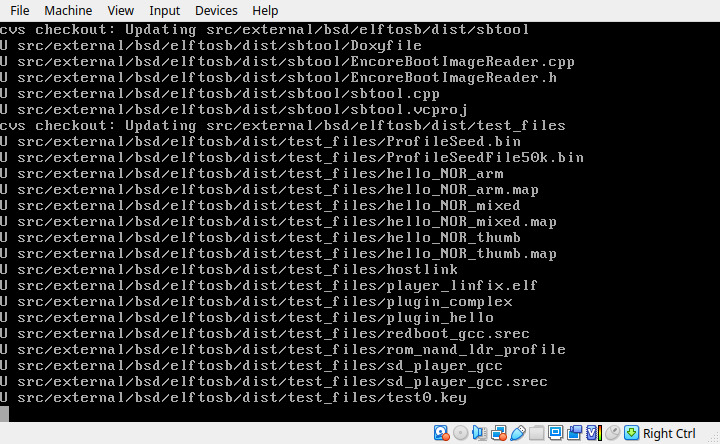 File Machine View Input Devices Help
cvs checkout: Updating src/external/bsd/elftosb/dist/sbtool
U src/external/bsd/elftosb/dist/sbtool/Doxyfile
U src/external/bsd/elftosb/dist/sbtool/EncoreBootImageReader.cpp
U src/external/bsd/elftosb/dist/sbtool/EncoreBootImageReader.h
U src/external/bsd/elftosb/dist/sbtool/sbtool.cpp
U src/external/bsd/elftosb/dist/sbtool/sbtool.vcproj
cvs checkout: Updating src/external/bsd/elftosb/dist/test_files
U src/external/bsd/elftosb/dist/test_files/ProfileSeed.bin
U src/external/bsd/elftosb/dist/test_files/ProfileSeedFile50k.bin
U src/external/bsd/elftosb/dist/test_files/hello_NOR_arm
U src/external/bsd/elftosb/dist/test_files/hello_NOR_arm.map
U src/external/bsd/elftosb/dist/test_files/hello_NOR_mixed
U src/external/bsd/elftosb/dist/test_files/hello_NOR_mixed.map
U src/external/bsd/elftosb/dist/test_files/hello_NOR_thumb
U src/external/bsd/elftosb/dist/test_files/hello_NOR_thumb.map
U src/external/bsd/elftosb/dist/test_files/hostlink
U src/external/bsd/elftosb/dist/test_files/player_linfix.elf
U src/external/bsd/elftosb/dist/test_files/plugin_complex
U src/external/bsd/elftosb/dist/test_files/plugin_hello
U src/external/bsd/elftosb/dist/test_files/redboot_gcc.srec
U src/external/bsd/elftosb/dist/test_files/rom_nand_ldr_profile
U src/external/bsd/elftosb/dist/test_files/sd_player_gcc
U src/external/bsd/elftosb/dist/test_files/sd_player_gcc.srec
U src/external/bsd/elftosb/dist/test_files/test0.key
Right Ctrl